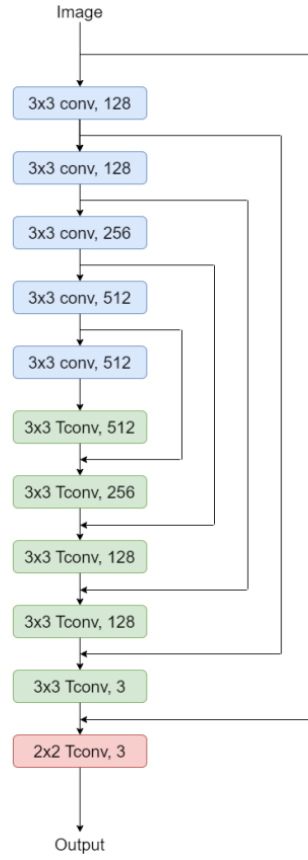 Image
3x3 conv, 128
3x3 conv, 128
3x3 conv, 256
3x3 conv, 512
3x3 conv, 512
3x3 Tconv, 512
3x3 Tconv, 256
3x3 Tconv, 128
3x3 Tconv, 128
3x3 Tconv, 3
2x2 Tconv, 3
Output